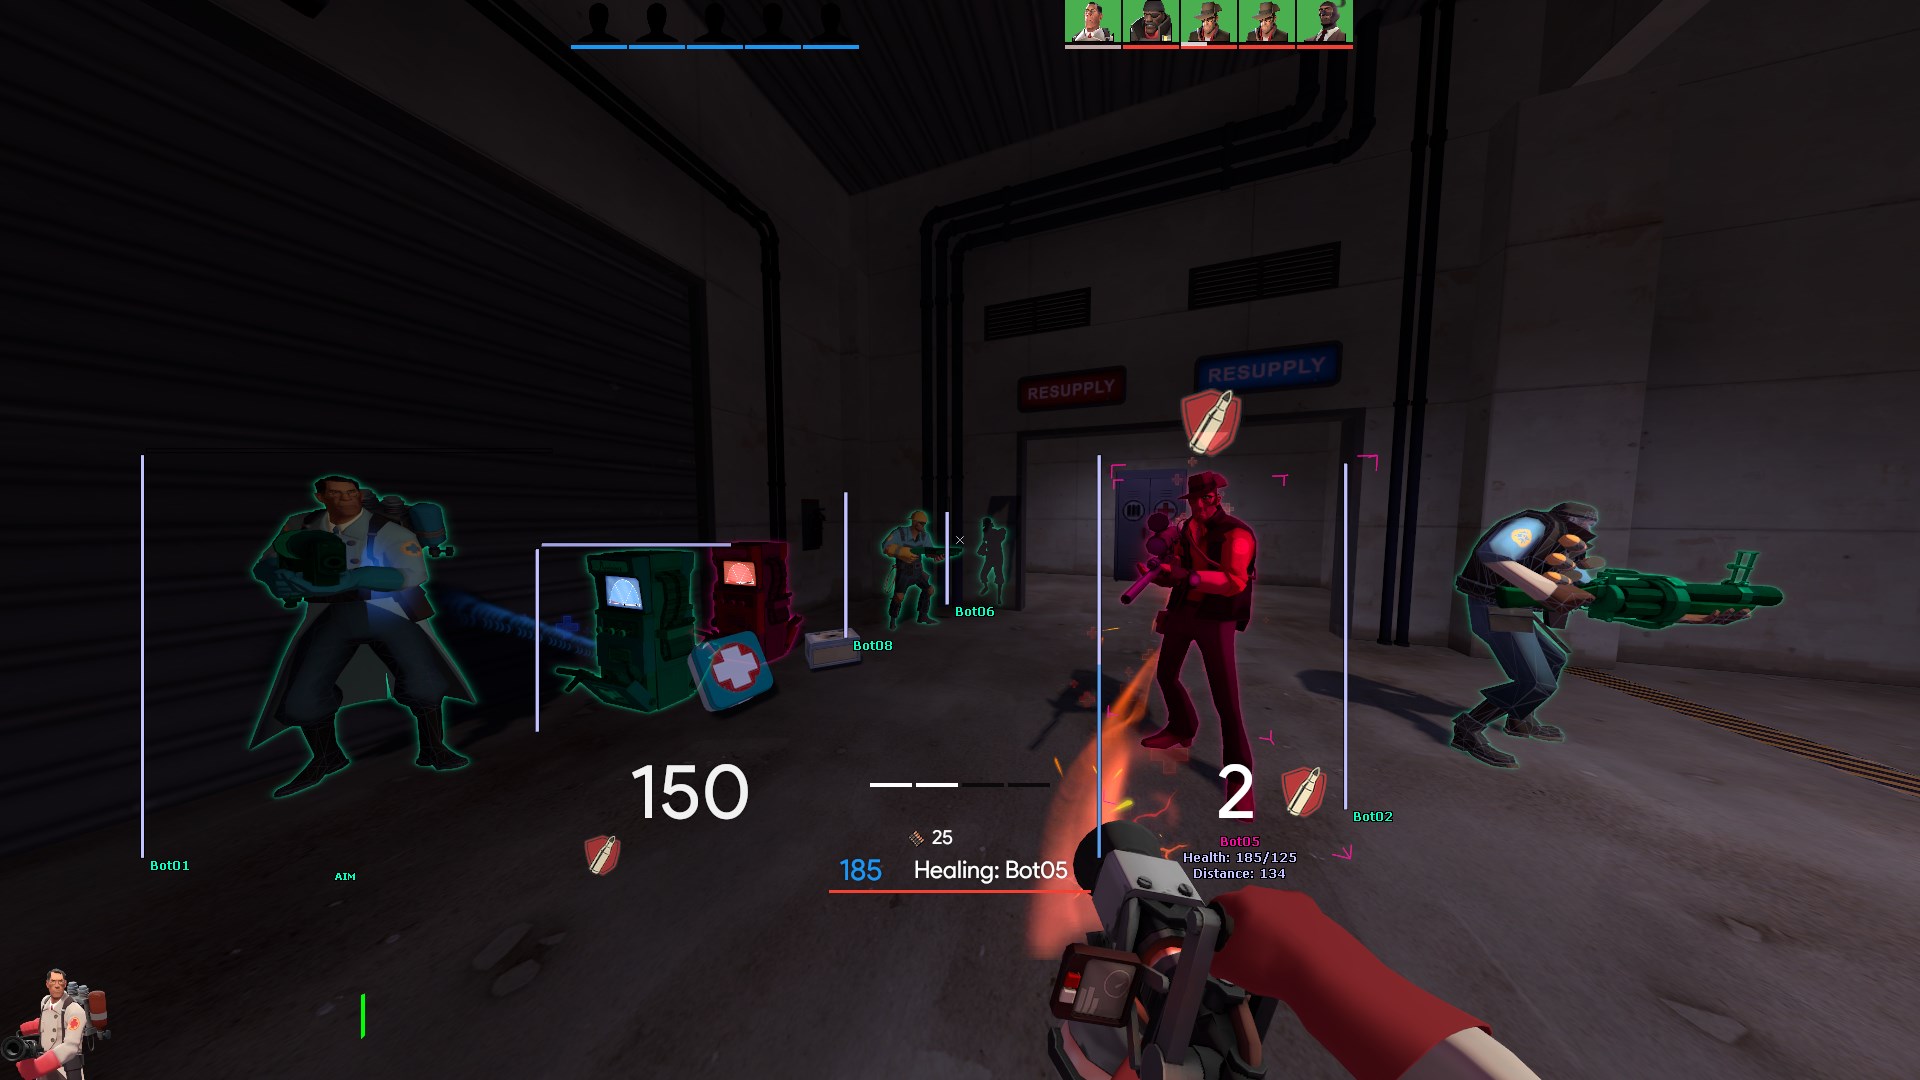 RESUPPLY
RESUPPLY
Bot06
Bot08
150
2
Bot02
25
Bot05
185
Healing: Bot05
Health: 185/125
Distance: 134
Bot01
AIM